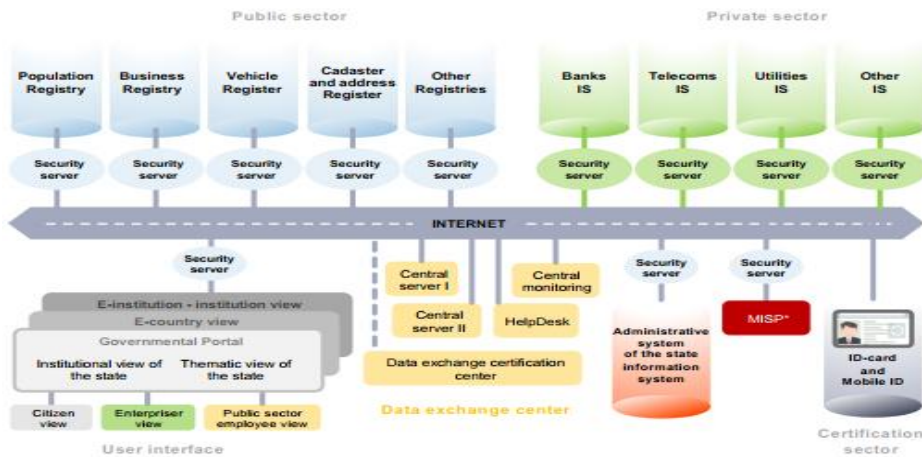 Public sector
Private sector
Population
Registry
Business
Registry
Vehicle
Register
Cadaster
and address
Register
Other
Registries
Banks
IS
Telecoms
IS
Utilities
IS
Other
IS
Security
server
Security
server
Security
server
Security
server
Security
server
Security
server
Security
server
Security
server
Security
server
INTERNET
Security
server
E-institution - institution view
E-country view
Governmental Portal
Institutional view of
the state
Thematic view of
the state
Citizen
view
Enterpriser
view
Public sector
employee view
User interface
Central
server I
Central
server II
Central
monitoring
HelpDesk
Data exchange certification
center
Data exchange center
Security
server
Administrative
system
of the state
information
system
Security
server
MISP*
ID-card
and
Mobile ID
Certification
sector